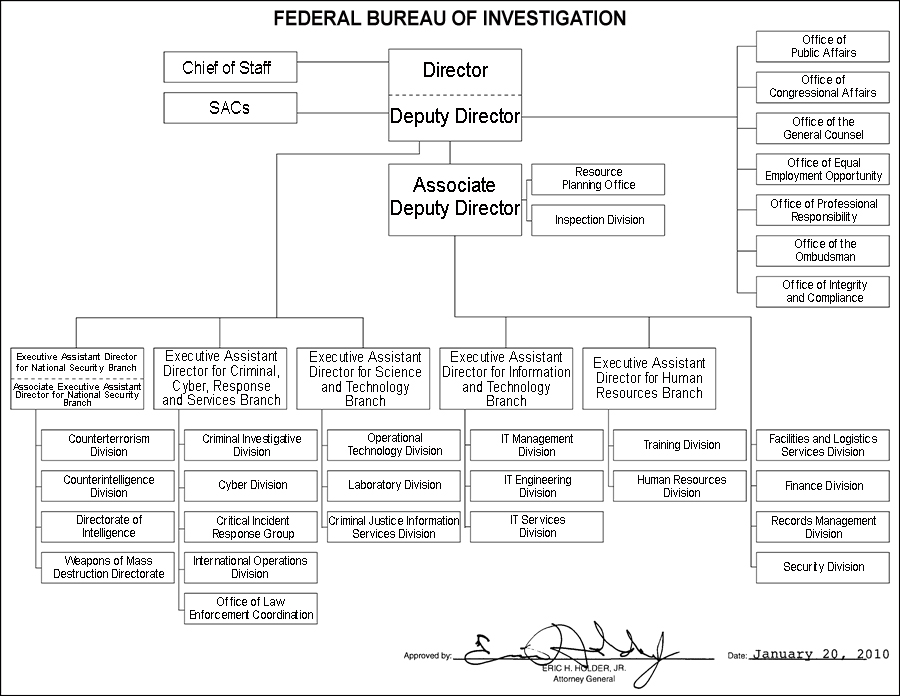 FEDERAL BUREAU OF INVESTIGATION
Chief of Staff
SACs
Director
Deputy Director
Associate
Deputy Director
Resource
Planning Office
Inspection Division
Office of
Public Affairs
Office of
Congressional Affairs
Office of the
General Counsel
Office of Equal
Employment Opportunity
Office of Professional
Responsibility
Office of the
Ombudsman
Office of Integrity
and Compliance
Executive Assistant Director
for National Security Branch
Associate Executive Assistant
Director for National Security
Branch
Counterterrorism
Division
Counterintelligence
Division
Directorate of
Intelligence
Weapons of Mass
Destruction Directorate
Executive Assistant
Director for Criminal,
Cyber, Response
and Services Branch
Criminal Investigative
Division
Cyber Division
Critical Incident
Response Group
International Operations
Division
Office of Law
Enforcement Coordination
Executive Assistant
Director for Science
and Technology
Branch
Operational
Technology Division
Laboratory Division
Criminal Justice Information
Services Division
Executive Assistant
Director for Information
and Technology
Branch
IT Management
Division
IT Engineering
Division
IT Services
Division
Executive Assistant
Director for Human
Resources Branch
Training Division
Human Resources
Division
Facilities and Logistics
Services Division
Finance Division
Records Management
Division
Security Division
Approved by:
ERIC H. HOLDER, JR.
Attorney General
Date: January 20, 2010